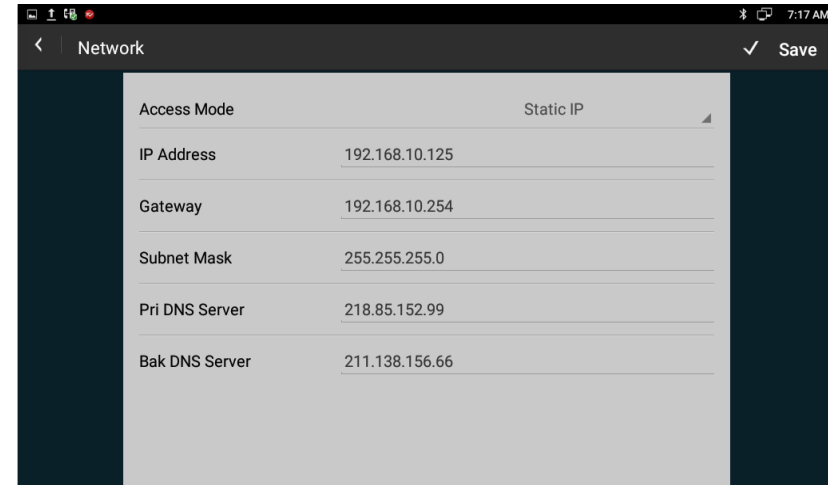 7:17 AM
Network
Save
Access Mode Static IP
IP Address 192.168.10.125
Gateway 192.168.10.254
Subnet Mask 255.255.255.0
Pri DNS Server 218.85.152.99
Bak DNS Server 211.138.156.66